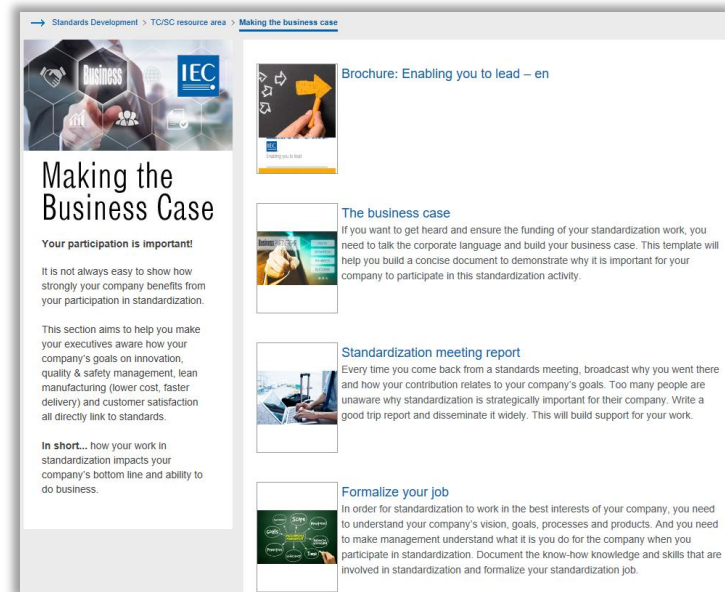 Standards Development > TC/SC resource area > Making the business case
Business
IEC
Making the
Business Case
Your participation is important!
It is not always easy to show how
strongly your company benefits from
your participation in standardization.
This section aims to help you make
your executives aware how your
company's goals on innovation,
quality & safety management, lean
manufacturing (lower cost, faster
delivery) and customer satisfaction
all directly link to standards.
In short... how your work in
standardization impacts your
company's bottom line and ability to
do business.
Brochure: Enabling you to lead – en
IEC
Enabling you to lead
The business case
If you want to get heard and ensure the funding of your standardization work, you
need to talk the corporate language and build your business case. This template will
help you build a concise document to demonstrate why it is important for your
company to participate in this standardization activity.
Business
Standardization meeting report
Every time you come back from a standards meeting, broadcast why you went there
and how your contribution relates to your company's goals. Too many people are
unaware why standardization is strategically important for their company. Write a
good trip report and disseminate it widely. This will build support for your work.
Formalize your job
In order for standardization to work in the best interests of your company, you need
to understand your company's vision, goals, processes and products. And you need
to make management understand what it is you do for the company when you
participate in standardization. Document the know-how knowledge and skills that are
involved in standardization and formalize your standardization job.
Scope
Goals
Time